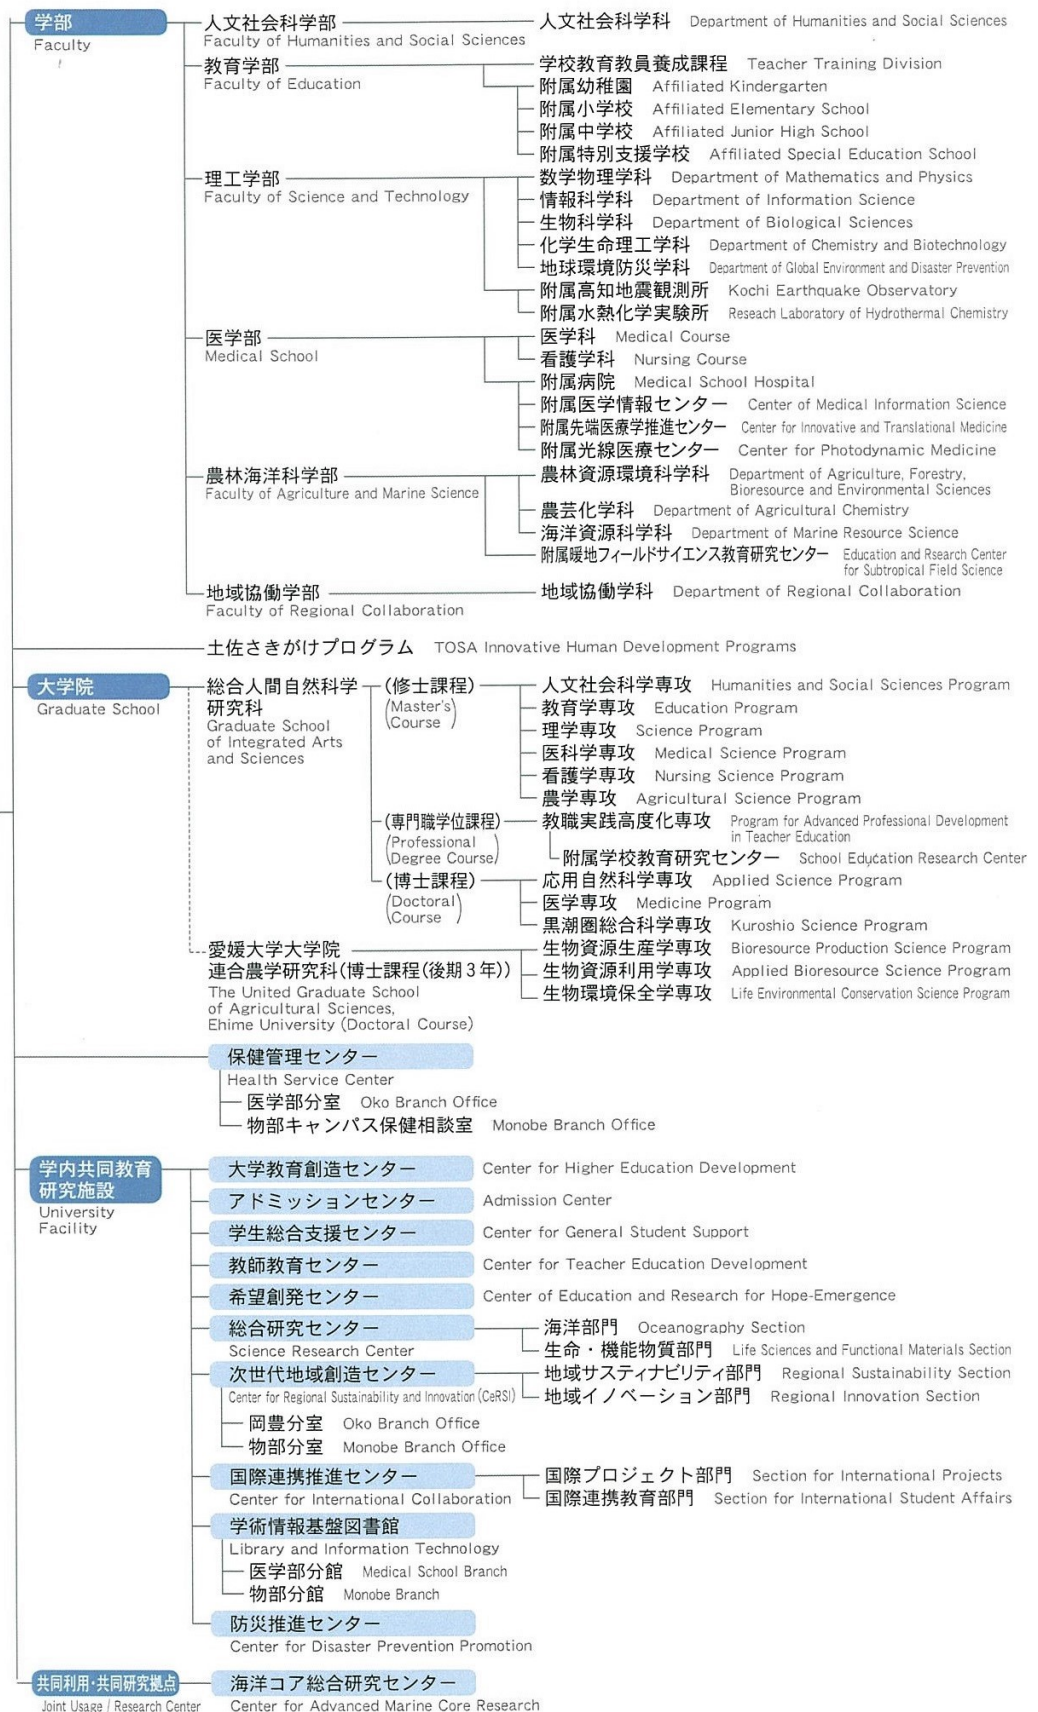 学部
Faculty
人文社会科学部
Faculty of Humanities and Social Sciences
人文社会科学科 Department of Humanities and Social Sciences
教育学部
Faculty of Education
学校教育教員養成課程 Teacher Training Division
附属幼稚園 Affiliated Kindergarten
附属小学校 Affiliated Elementary School
附属中学校 Affiliated Junior High School
附属特別支援学校 Affiliated Special Education School
理工学部
Faculty of Science and Technology
数学物理学科 Department of Mathematics and Physics
情報科学科 Department of Information Science
生物科学科 Department of Biological Sciences
化学生命理工学科 Department of Chemistry and Biotechnology
地球環境防災学科 Department of Global Environment and Disaster Prevention
附属高知地震観測所 Kochi Earthquake Observatory
附属水熱化学実験所 Reseach Laboratory of Hydrothermal Chemistry
医学部
Medical School
医学科 Medical Course
看護学科 Nursing Course
附属病院 Medical School Hospital
附属医学情報センター Center of Medical Information Science
附属先端医療学推進センター Center for Innovative and Translational Medicine
附属光線医療センター Center for Photodynamic Medicine
農林海洋科学部
Faculty of Agriculture and Marine Science
農林資源環境科学科 Department of Agriculture, Forestry,
Bioresource and Environmental Sciences
農芸化学科 Department of Agricultural Chemistry
海洋資源科学科 Department of Marine Resource Science
附属暖地フィールドサイエンス教育研究センター Education and Rsearch Center
for Subtropical Field Science
地域協働学部
Faculty of Regional Collaboration
地域協働学科 Department of Regional Collaboration
土佐さきがけプログラム TOSA Innovative Human Development Programs
大学院
Graduate School
総合人間自然科学
研究科
Graduate School
of Integrated Arts
and Sciences
(修士課程)
(Master's
Course)
人文社会科学専攻 Humanities and Social Sciences Program
教育学専攻 Education Program
理学専攻 Science Program
医科学専攻 Medical Science Program
看護学専攻 Nursing Science Program
農学専攻 Agricultural Science Program
(専門職学位課程)
(Professional
Degree Course)
教職実践高度化専攻 Program for Advanced Professional Development
in Teacher Education
附属学校教育研究センター School Education Research Center
(博士課程)
(Doctoral
Course)
応用自然科学専攻 Applied Science Program
医学専攻 Medicine Program
黒潮圏総合科学専攻 Kuroshio Science Program
愛媛大学大学院
連合農学研究科(博士課程(後期3年))
The United Graduate School
of Agricultural Sciences,
Ehime University (Doctoral Course)
生物資源生産学専攻 Bioresource Production Science Program
生物資源利用学専攻 Applied Bioresource Science Program
生物環境保全学専攻 Life Environmental Conservation Science Program
保健管理センター
Health Service Center
医学部分室 Oko Branch Office
物部キャンパス保健相談室 Monobe Branch Office
学内共同教育
研究施設
University
Facility
大学教育創造センター Center for Higher Education Development
アドミッションセンター Admission Center
学生総合支援センター Center for General Student Support
教師教育センター Center for Teacher Education Development
希望創発センター Center of Education and Research for Hope-Emergence
総合研究センター
Science Research Center
海洋部門 Oceanography Section
生命・機能物質部門 Life Sciences and Functional Materials Section
次世代地域創造センター
Center for Regional Sustainability and Innovation (CeRSI)
地域サスティナビリティ部門 Regional Sustainability Section
地域イノベーション部門 Regional Innovation Section
岡豊分室 Oko Branch Office
物部分室 Monobe Branch Office
国際連携推進センター
Center for International Collaboration
国際プロジェクト部門 Section for International Projects
国際連携教育部門 Section for International Student Affairs
学術情報基盤図書館
Library and Information Technology
医学部分館 Medical School Branch
物部分館 Monobe Branch
防災推進センター
Center for Disaster Prevention Promotion
共同利用・共同研究拠点
Joint Usage / Research Center
海洋コア総合研究センター
Center for Advanced Marine Core Research